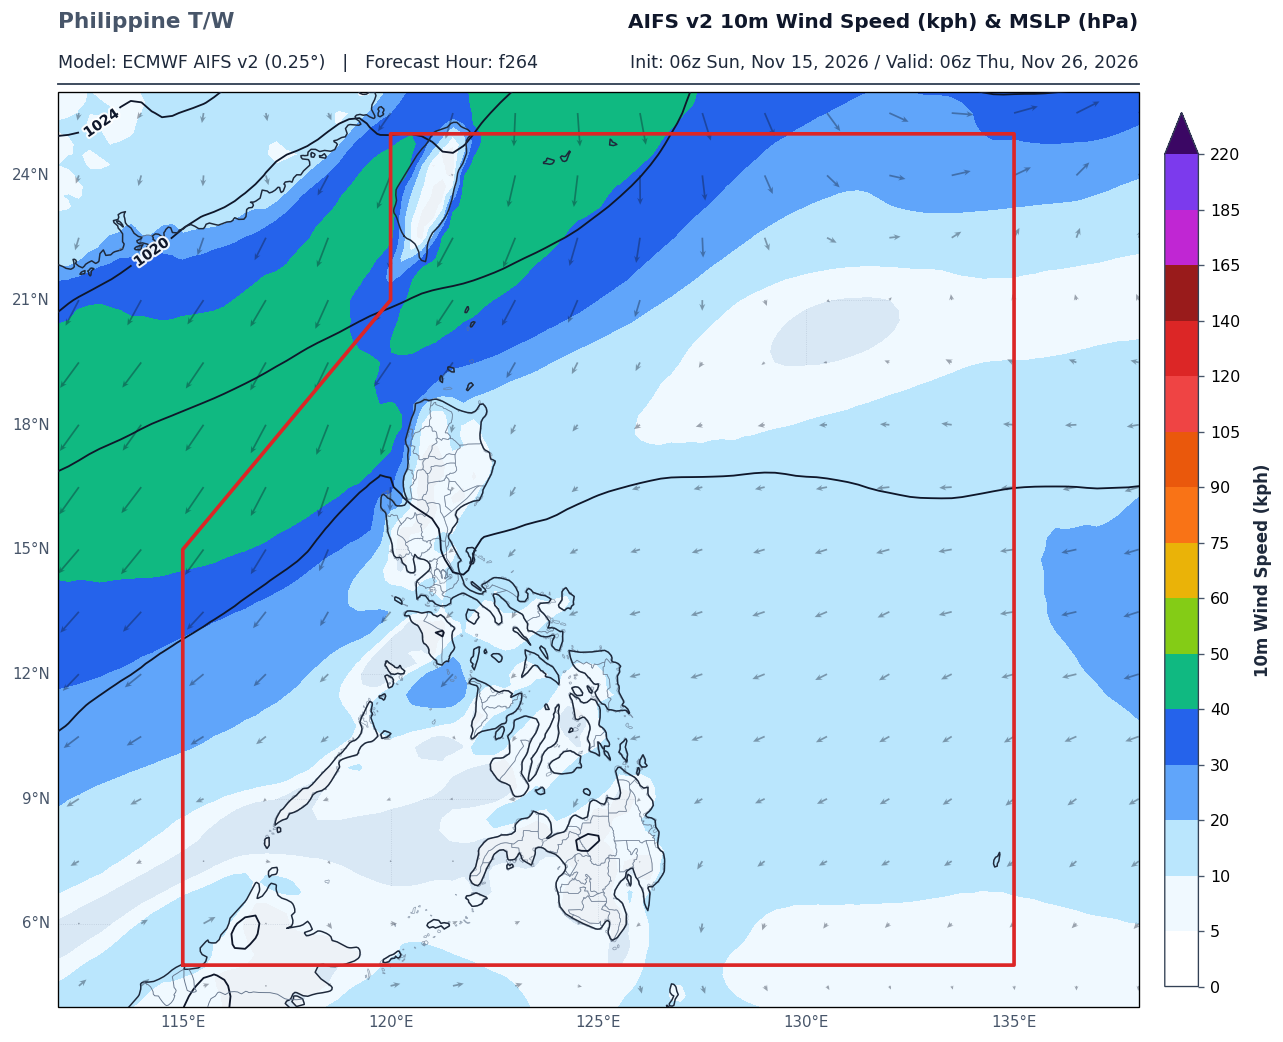 Philippine T/W
AIFS v2 10m Wind Speed (kph) & MSLP (hPa)
Model: ECMWF AIFS v2 (0.25°)   |   Forecast Hour: f264
Init: 06z Sun, Nov 15, 2026 / Valid: 06z Thu, Nov 26, 2026
1024
1020
24°N
21°N
18°N
15°N
12°N
9°N
6°N
115°E
120°E
125°E
130°E
135°E
220
185
165
140
120
105
90
75
60
50
40
30
20
10
5
0
10m Wind Speed (kph)